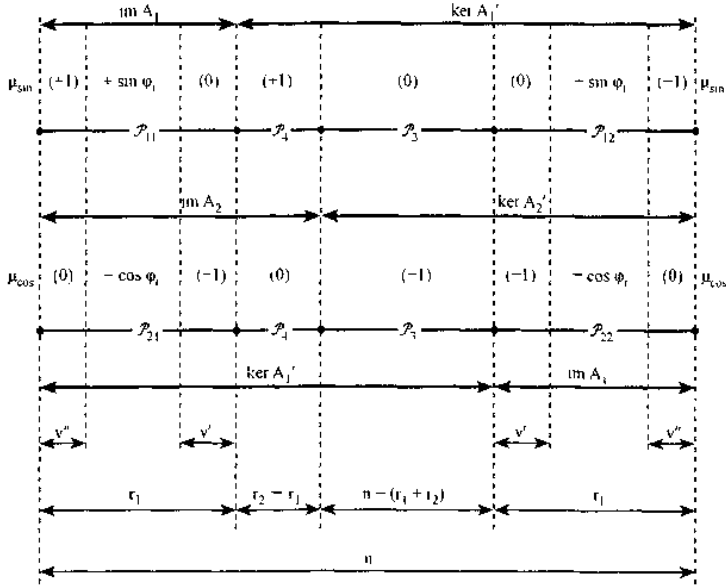 im A₁ ker A₁′
μsin (+1) + sin φᵢ (0) (+1) (0) (0) − sin φᵢ (−1) μsin
𝒫₁₁ 𝒫₄ 𝒫₃ 𝒫₁₂
im A₂ ker A₂′
μcos (0) − cos φᵢ (−1) (0) (−1) (−1) − cos φᵢ (0) μcos
𝒫₂₁ 𝒫₄ 𝒫₃ 𝒫₂₂
ker A₁′ im A₁
ν″ ν′ ν′ ν″
r₁ r₂ − r₁ n − (r₁ + r₂) r₁
n